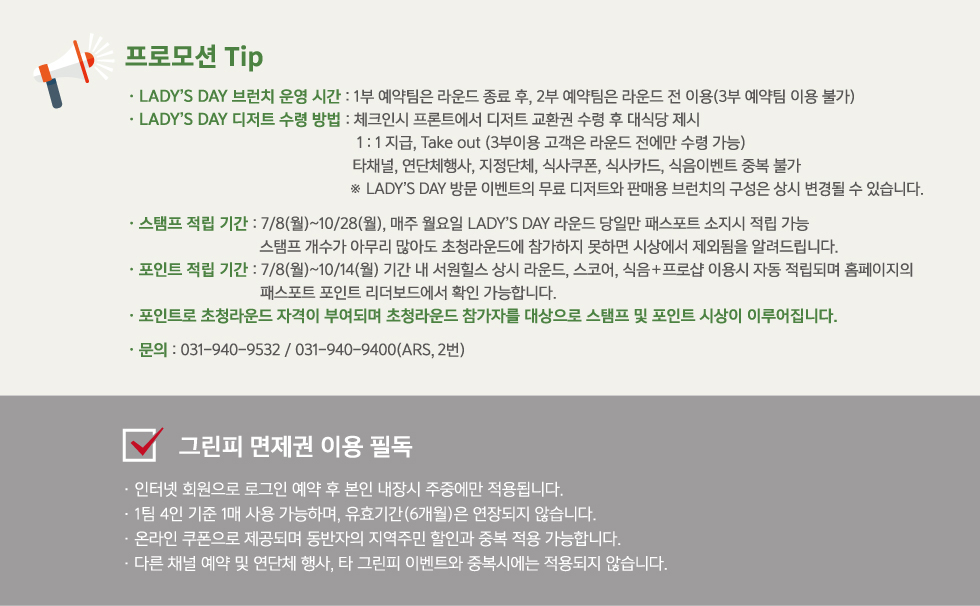 프로모션 Tip
· LADY'S DAY 브런치 운영 시간 : 1부 예약팀은 라운드 종료 후, 2부 예약팀은 라운드 전 이용(3부 예약팀 이용 불가)
· LADY'S DAY 디저트 수령 방법 : 체크인시 프론트에서 디저트 교환권 수령 후 대식당 제시
1 : 1 지급, Take out (3부이용 고객은 라운드 전에만 수령 가능)
타채널, 연단체행사, 지정단체, 식사쿠폰, 식사카드, 식음이벤트 중복 불가
※ LADY'S DAY 방문 이벤트의 무료 디저트와 판매용 브런치의 구성은 상시 변경될 수 있습니다.
· 스탬프 적립 기간 : 7/8(월)~10/28(월), 매주 월요일 LADY'S DAY 라운드 당일만 패스포트 소지시 적립 가능
스탬프 개수가 아무리 많아도 초청라운드에 참가하지 못하면 시상에서 제외됨을 알려드립니다.
· 포인트 적립 기간 : 7/8(월)~10/14(월) 기간 내 서원힐스 상시 라운드, 스코어, 식음+프로샵 이용시 자동 적립되며 홈페이지의
패스포트 포인트 리더보드에서 확인 가능합니다.
· 포인트로 초청라운드 자격이 부여되며 초청라운드 참가자를 대상으로 스탬프 및 포인트 시상이 이루어집니다.
· 문의 : 031-940-9532 / 031-940-9400(ARS, 2번)
그린피 면제권 이용 필독
· 인터넷 회원으로 로그인 예약 후 본인 내장시 주중에만 적용됩니다.
· 1팀 4인 기준 1매 사용 가능하며, 유효기간(6개월)은 연장되지 않습니다.
· 온라인 쿠폰으로 제공되며 동반자의 지역주민 할인과 중복 적용 가능합니다.
· 다른 채널 예약 및 연단체 행사, 타 그린피 이벤트와 중복시에는 적용되지 않습니다.